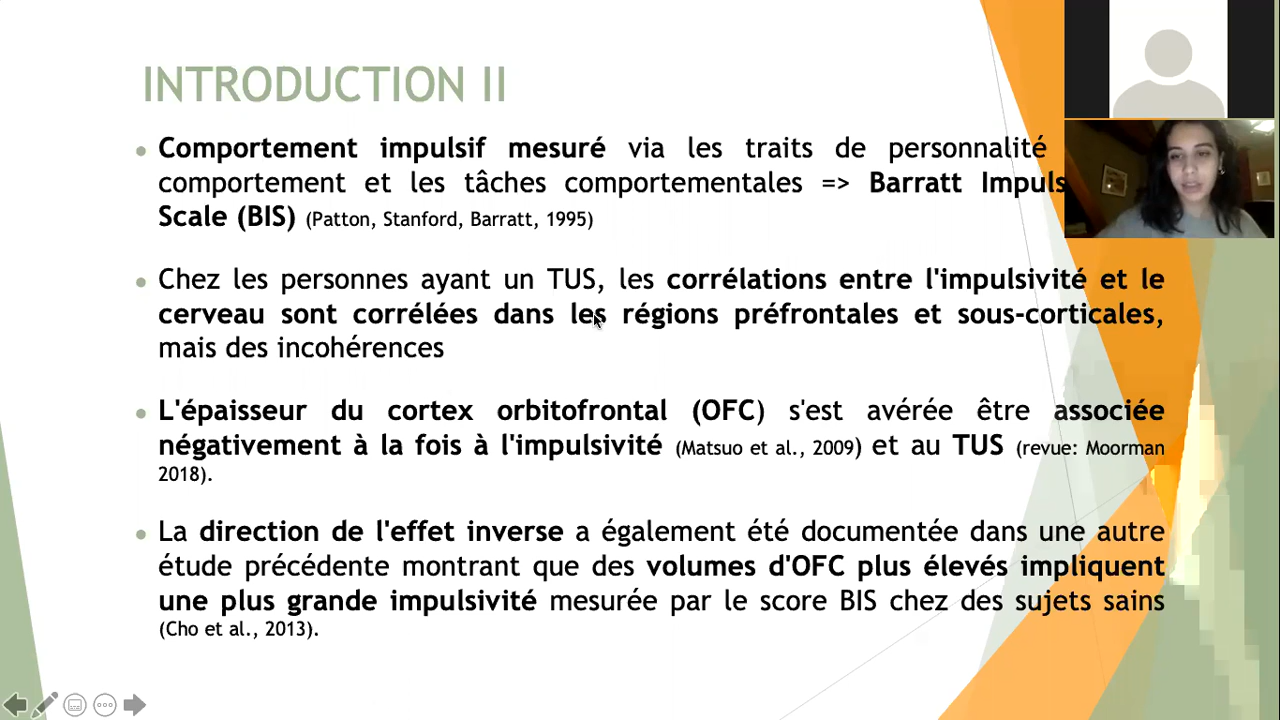 INTRODUCTION II
• Comportement impulsif mesuré via les traits de personnalité
comportement et les tâches comportementales => Barratt Impuls
Scale (BIS) (Patton, Stanford, Barratt, 1995)
• Chez les personnes ayant un TUS, les corrélations entre l'impulsivité et le
cerveau sont corrélées dans les régions préfrontales et sous-corticales,
mais des incohérences
• L'épaisseur du cortex orbitofrontal (OFC) s'est avérée être associée
négativement à la fois à l'impulsivité (Matsuo et al., 2009) et au TUS (revue: Moorman
2018).
• La direction de l'effet inverse a également été documentée dans une autre
étude précédente montrant que des volumes d'OFC plus élevés impliquent
une plus grande impulsivité mesurée par le score BIS chez des sujets sains
(Cho et al., 2013).